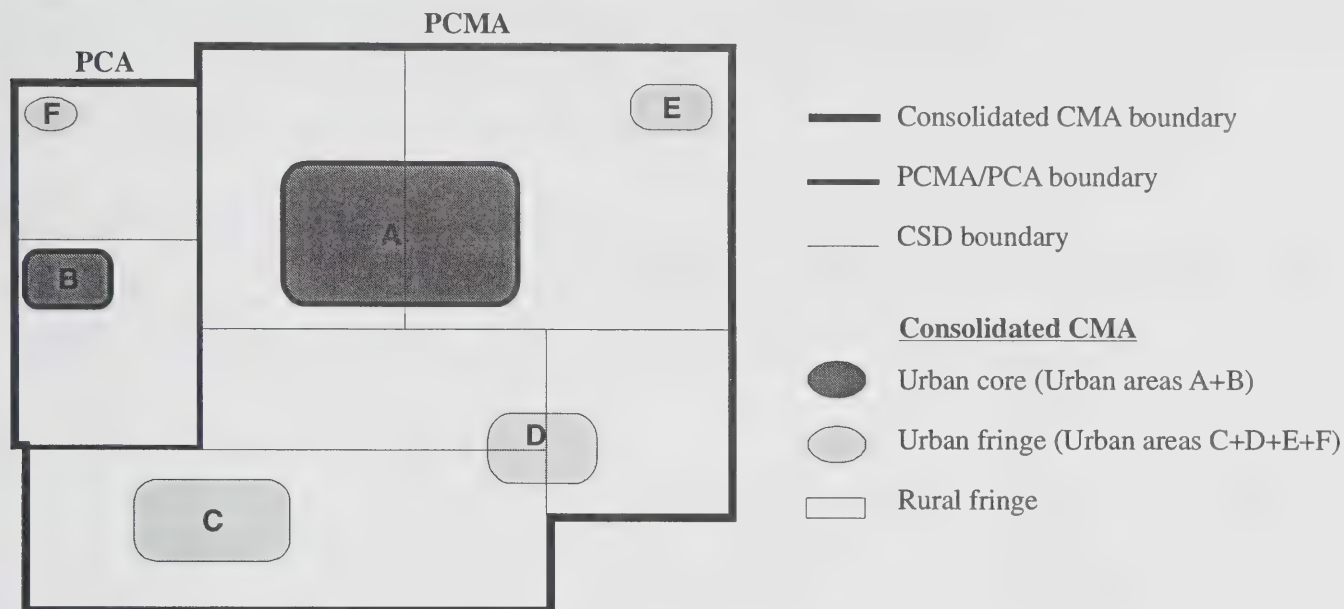 PCMA
PCA
F
E
A
B
D
C
Consolidated CMA boundary
PCMA/PCA boundary
CSD boundary
Consolidated CMA
Urban core (Urban areas A+B)
Urban fringe (Urban areas C+D+E+F)
Rural fringe